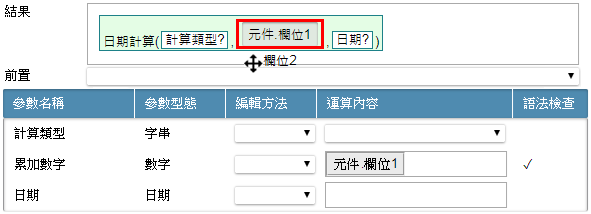 結果
日期計算( 計算類型? , 元件.欄位1 , 日期? )
欄位2
前置
參數名稱 參數型態 編輯方法 運算內容 語法檢查
計算類型 字串
累加數字 數字 元件.欄位1 ✓
日期 日期